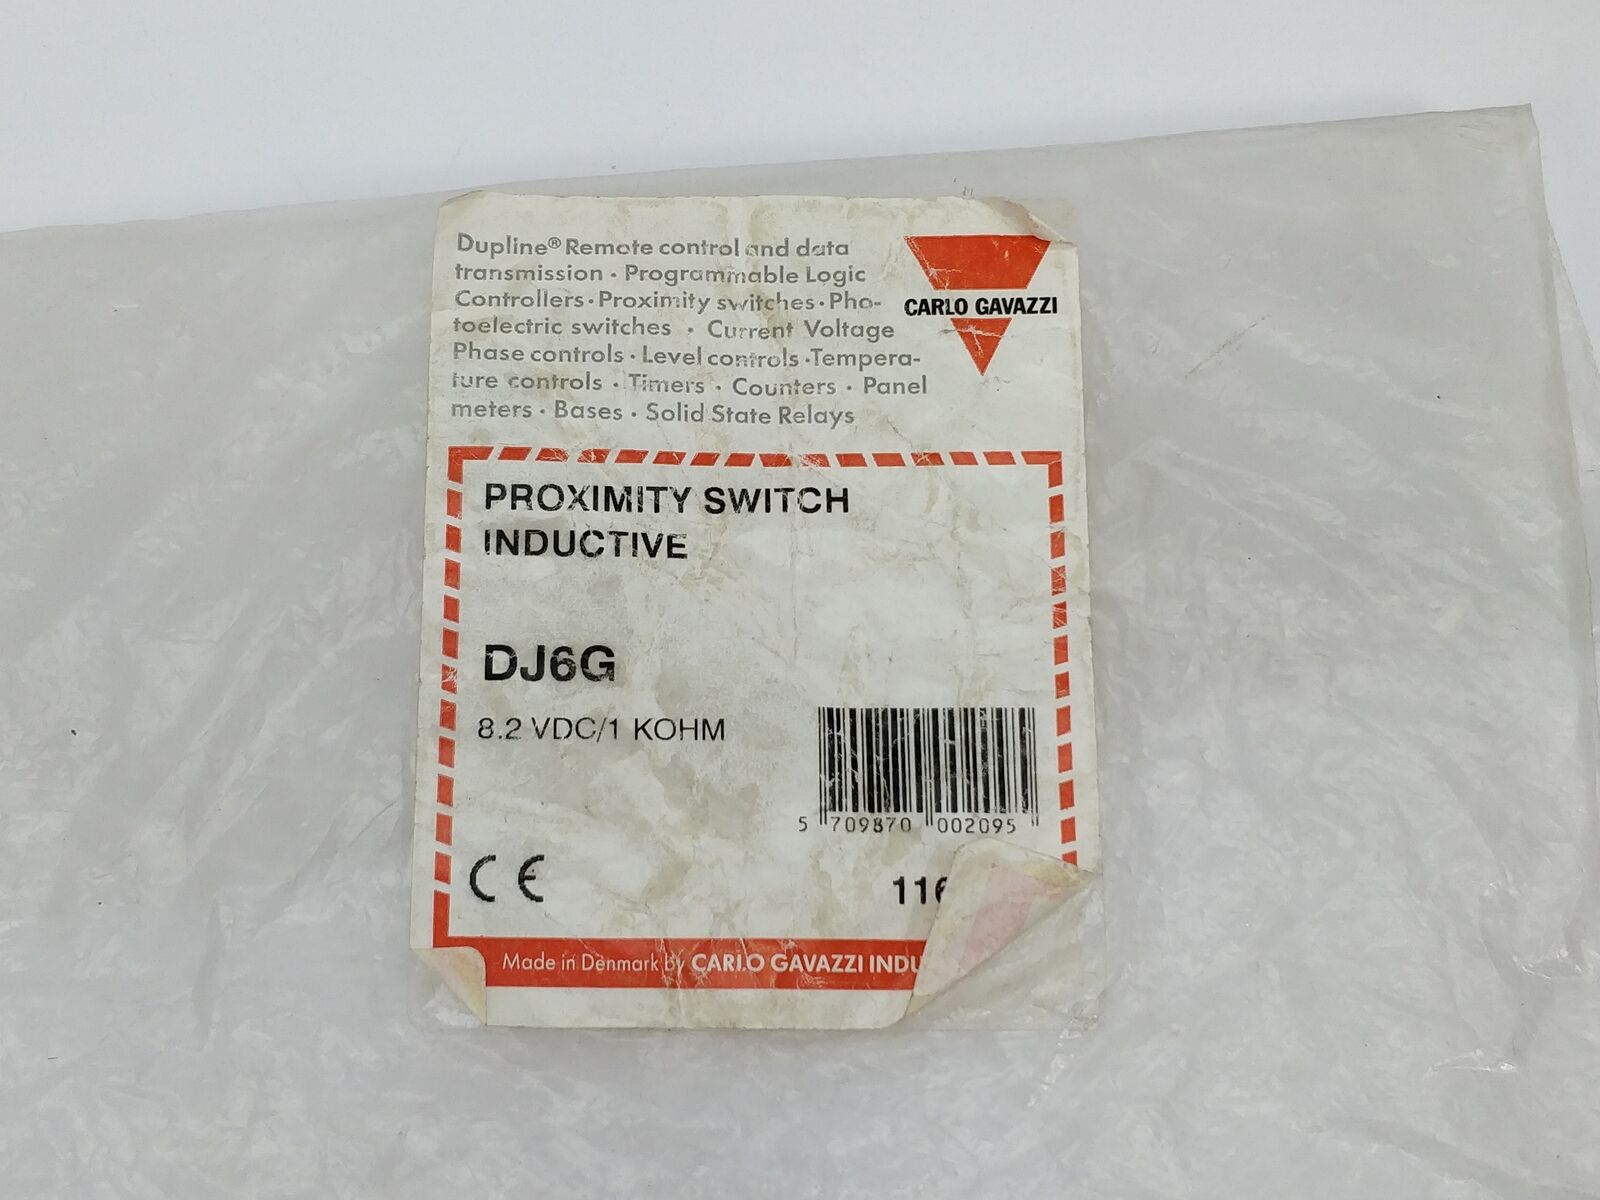 Dupline® Remote control and data
transmission · Programmable Logic
Controllers · Proximity switches · Pho-
toelectric switches · Current Voltage
Phase controls · Level controls · Tempera-
ture controls · Timers · Counters · Panel
meters · Bases · Solid State Relays
CARLO GAVAZZI
PROXIMITY SWITCH
INDUCTIVE
DJ6G
8.2 VDC/1 KOHM
5 709870 002095
CE
Made in Denmark by CARLO GAVAZZI